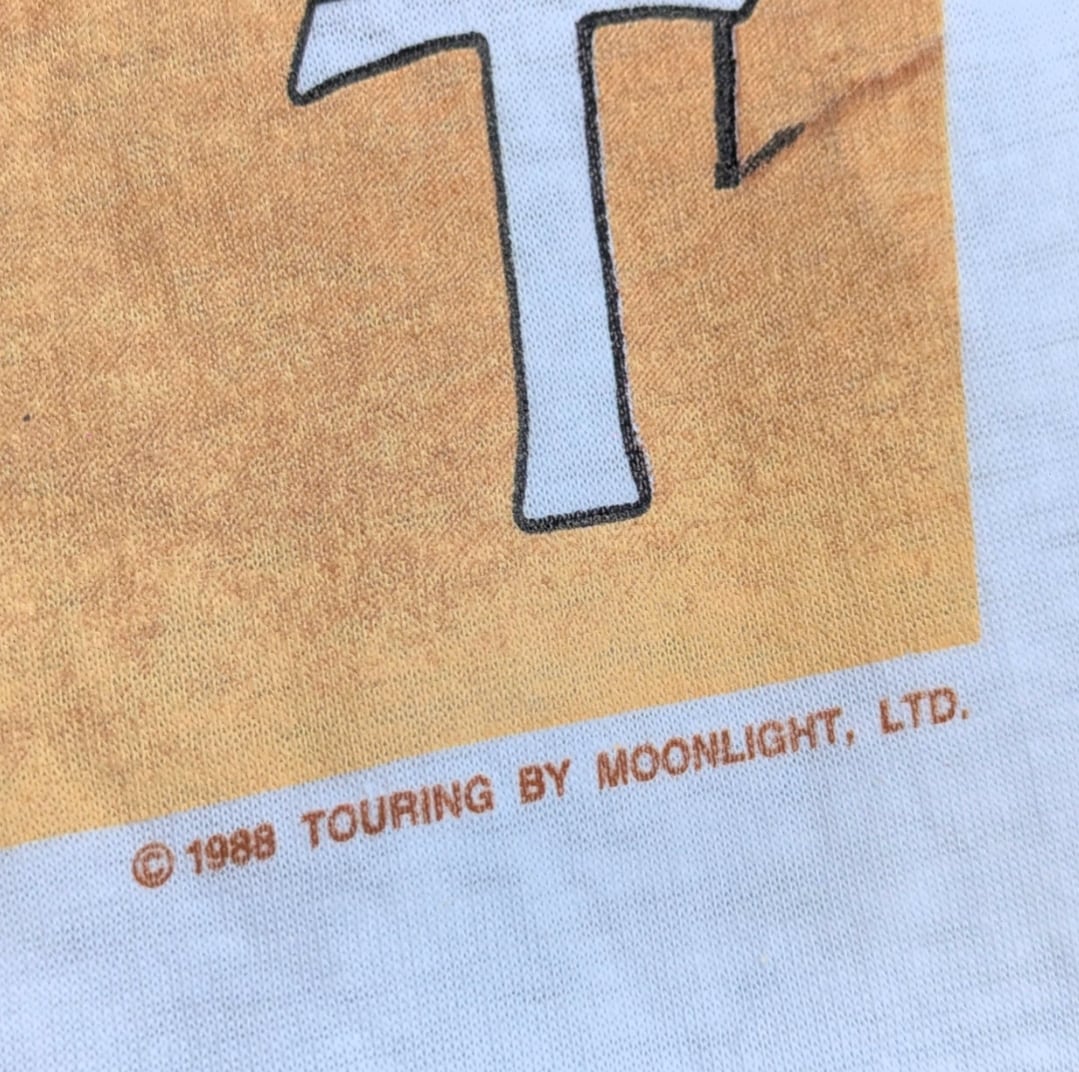 T
© 1988 TOURING BY MOONLIGHT, LTD.